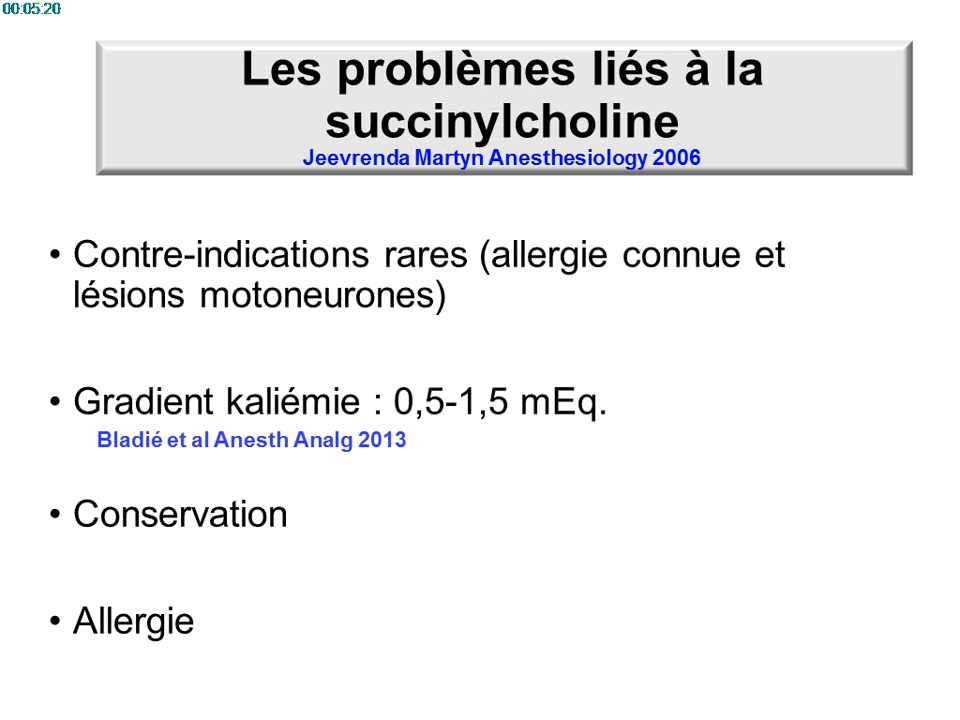 00:05:20
Les problèmes liés à la
succinylcholine
Jeevrenda Martyn Anesthesiology 2006
• Contre-indications rares (allergie connue et
lésions motoneurones)
• Gradient kaliémie : 0,5-1,5 mEq.
Bladié et al Anesth Analg 2013
• Conservation
• Allergie